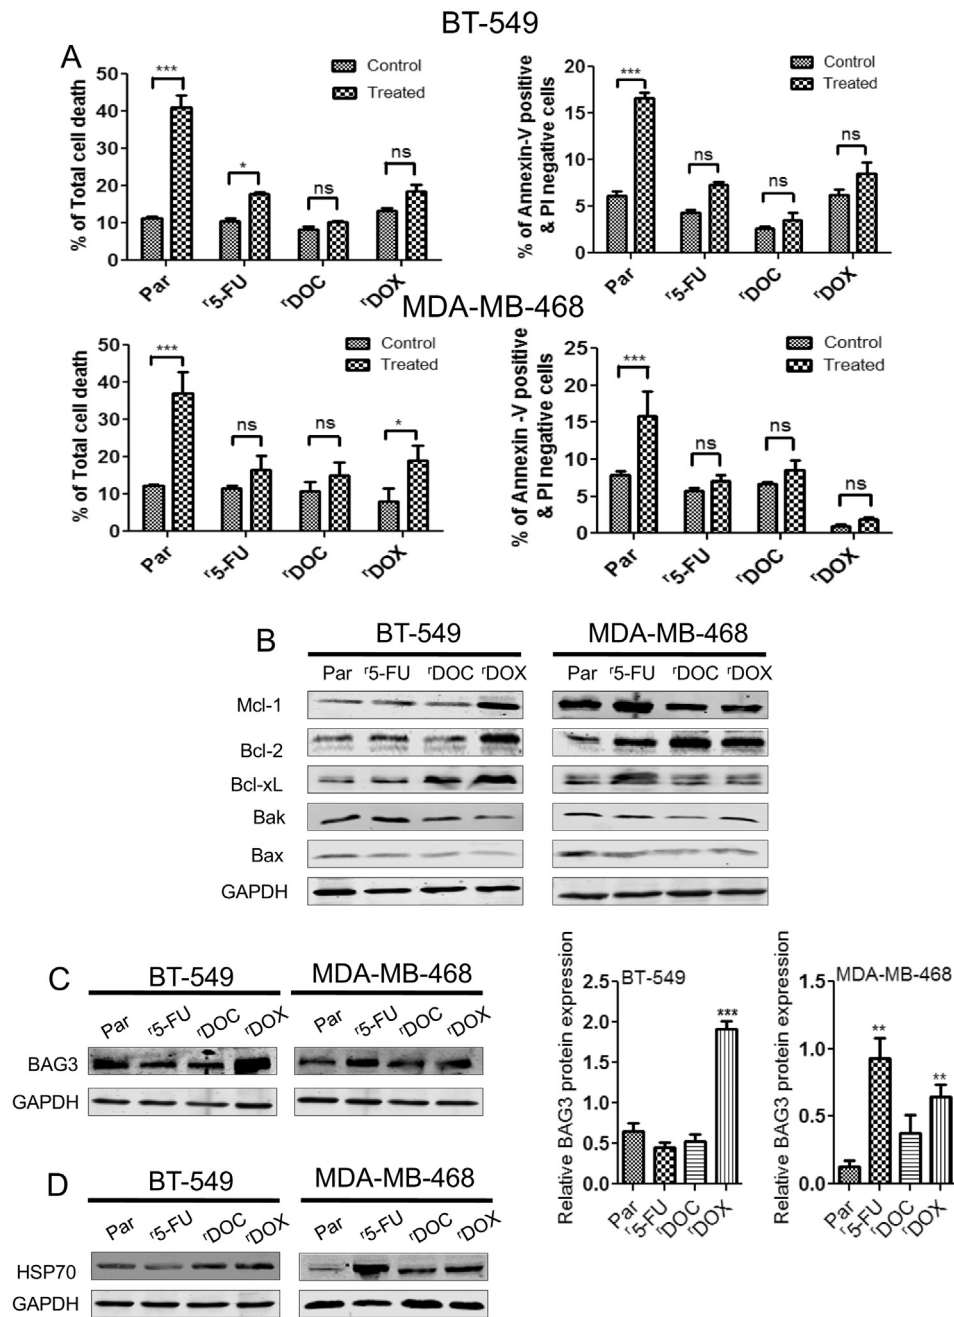 BT-549
A
% of Total cell death
50
40
30
20
10
0
***
*
ns
ns
Control
Treated
Par
r5-FU
rDOC
rDOX
% of Annexin-V positive
& PI negative cells
20
15
10
5
0
***
ns
ns
ns
Control
Treated
Par
r5-FU
rDOC
rDOX
MDA-MB-468
% of Total cell death
50
40
30
20
10
0
***
ns
ns
*
Control
Treated
Par
r5-FU
rDOC
rDOX
% of Annexin -V positive
& PI negative cells
25
20
15
10
5
0
***
ns
ns
ns
Control
Treated
Par
r5-FU
rDOC
rDOX
B
BT-549 MDA-MB-468
Par r5-FU rDOC rDOX Par r5-FU rDOC rDOX
Mcl-1
Bcl-2
Bcl-xL
Bak
Bax
GAPDH
C
BT-549 MDA-MB-468
Par r5-FU rDOC rDOX Par r5-FU rDOC rDOX
BAG3
GAPDH
Relative BAG3 protein expression
2.5
2.0
1.5
1.0
0.5
0.0
BT-549
***
Par
r5-FU
rDOC
rDOX
Relative BAG3 protein expression
1.5
1.0
0.5
0.0
MDA-MB-468
**
**
Par
r5-FU
rDOC
rDOX
D
BT-549 MDA-MB-468
Par r5-FU rDOC rDOX Par r5-FU rDOC rDOX
HSP70
GAPDH